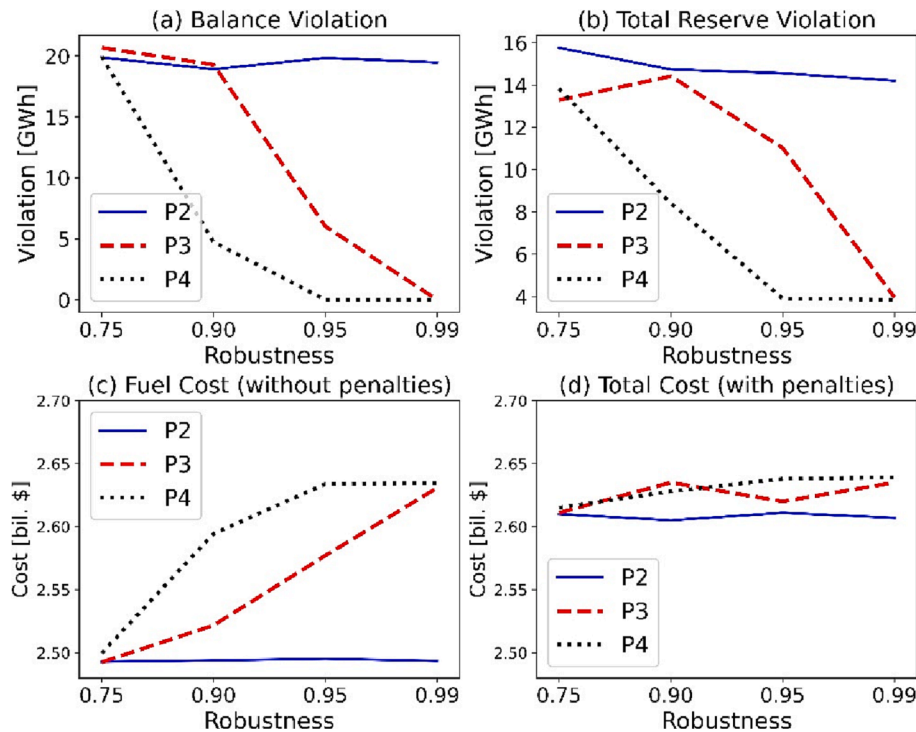 (a) Balance Violation
Violation [GWh]
20
15
10
5
0
P2
P3
P4
0.75 0.90 0.95 0.99
Robustness
(b) Total Reserve Violation
Violation [GWh]
16
14
12
10
8
6
4
P2
P3
P4
0.75 0.90 0.95 0.99
Robustness
(c) Fuel Cost (without penalties)
Cost [bil. $]
2.70
2.65
2.60
2.55
2.50
P2
P3
P4
0.75 0.90 0.95 0.99
Robustness
(d) Total Cost (with penalties)
Cost [bil. $]
2.70
2.65
2.60
2.55
2.50
P2
P3
P4
0.75 0.90 0.95 0.99
Robustness